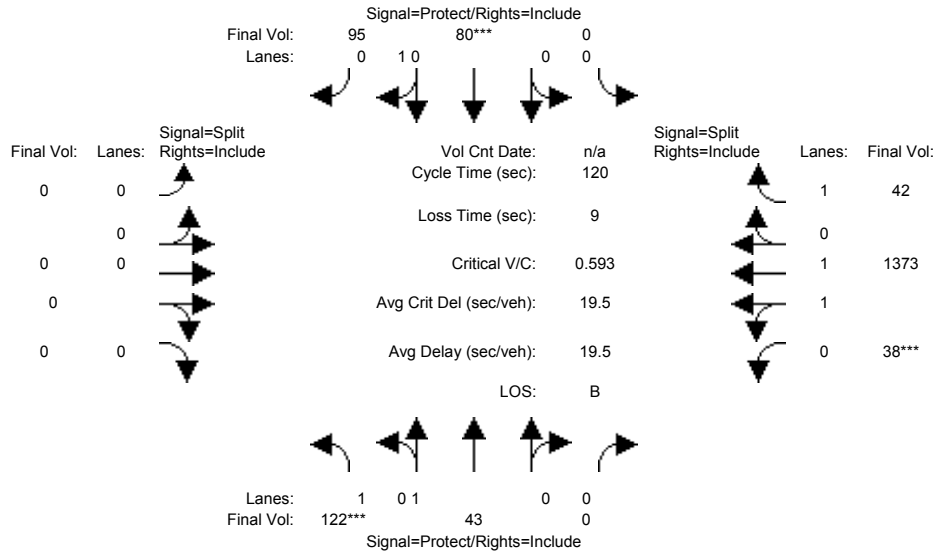 Signal=Protect/Rights=Include
Final Vol: 95 80*** 0
Lanes: 0 1 0 0 0
Signal=Split
Final Vol: Lanes: Rights=Include
Vol Cnt Date: n/a
Signal=Split
Rights=Include Lanes: Final Vol:
Cycle Time (sec): 120
0 0
1 42
Loss Time (sec): 9
0
0
0 0
Critical V/C: 0.593
1 1373
0
Avg Crit Del (sec/veh): 19.5
1
0 0
Avg Delay (sec/veh): 19.5
0 38***
LOS: B
Lanes: 1 0 1 0 0
Final Vol: 122*** 43 0
Signal=Protect/Rights=Include